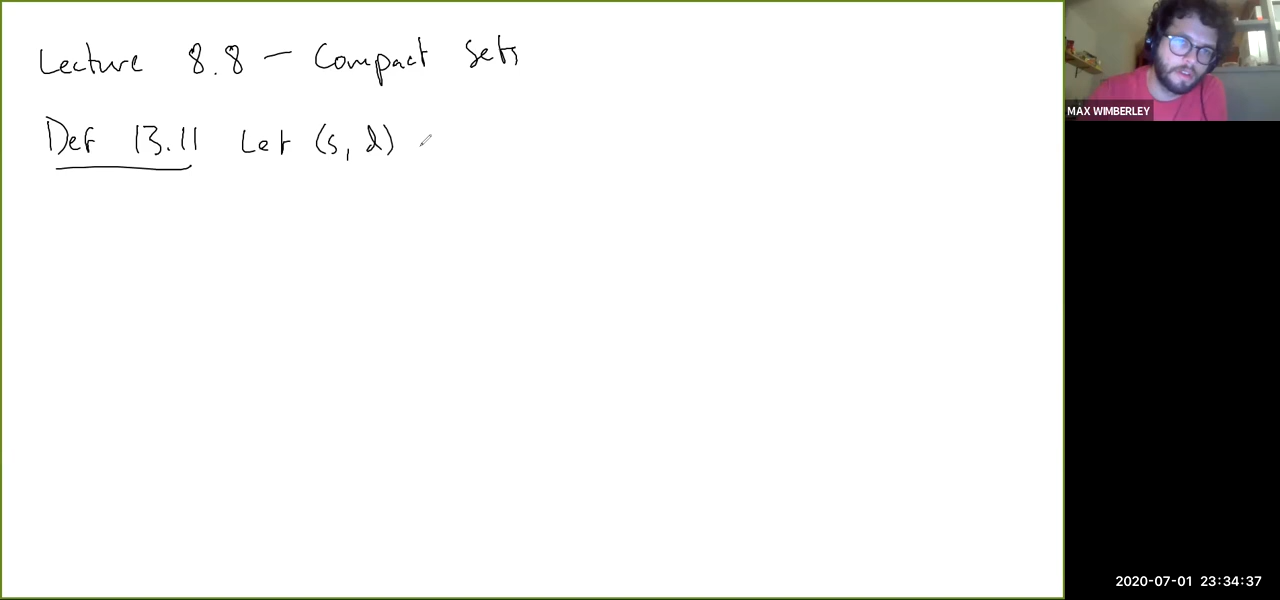 Lecture 8.8 – Compact Sets
Def 13.11 Let (S, d)
MAX WIMBERLEY
2020-07-01 23:34:37